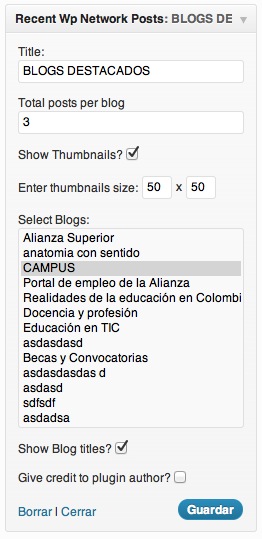 Recent Wp Network Posts: BLOGS DE
Title:
BLOGS DESTACADOS
Total posts per blog
3
Show Thumbnails?
Enter thumbnails size: 50 x 50
Select Blogs:
Alianza Superior
anatomia con sentido
CAMPUS
Portal de empleo de la Alianza
Realidades de la educación en Colombi
Docencia y profesión
Educación en TIC
asdasdasd
Becas y Convocatorias
asdasdasdas d
asdasd
sdfsdf
asdadsa
Show Blog titles?
Give credit to plugin author?
Borrar | Cerrar
Guardar